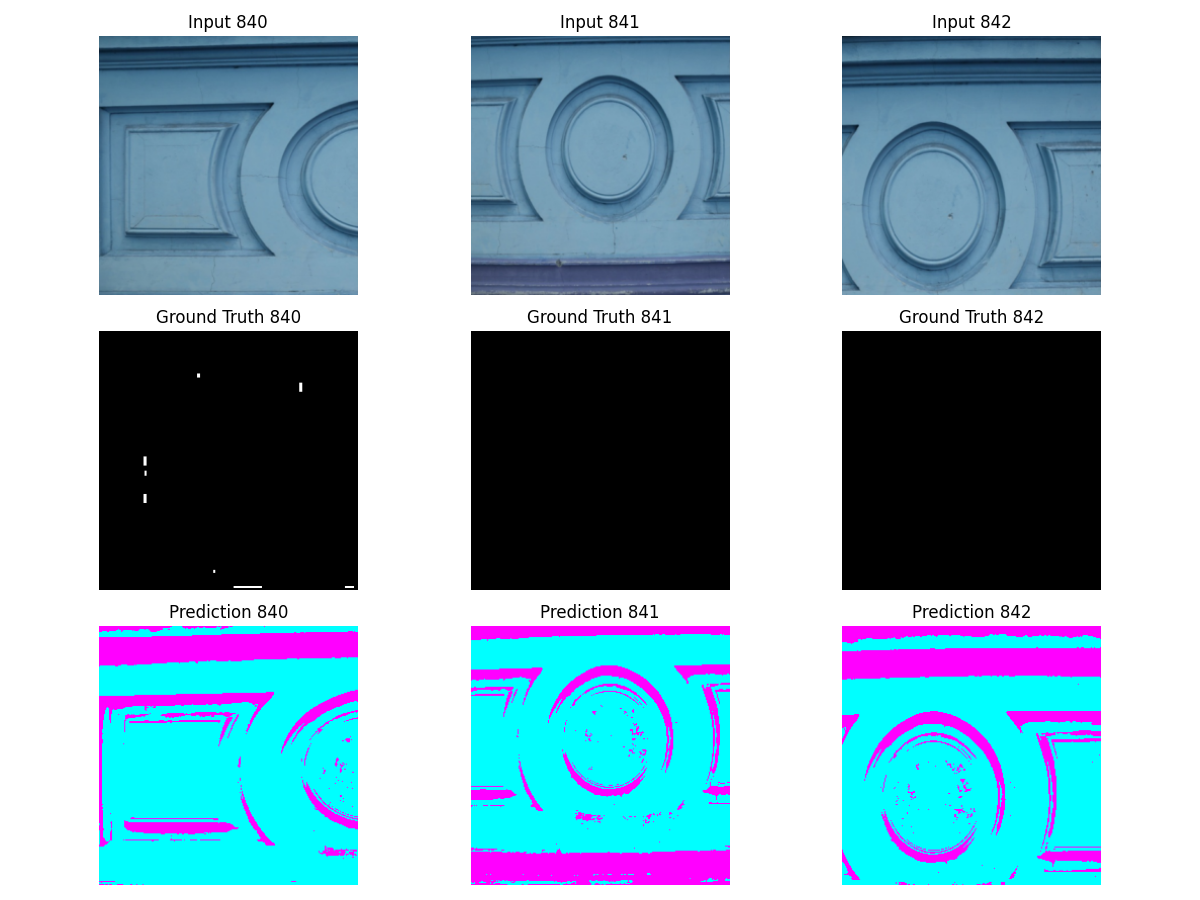 Input 840
Input 841
Input 842
Ground Truth 840
Ground Truth 841
Ground Truth 842
Prediction 840
Prediction 841
Prediction 842